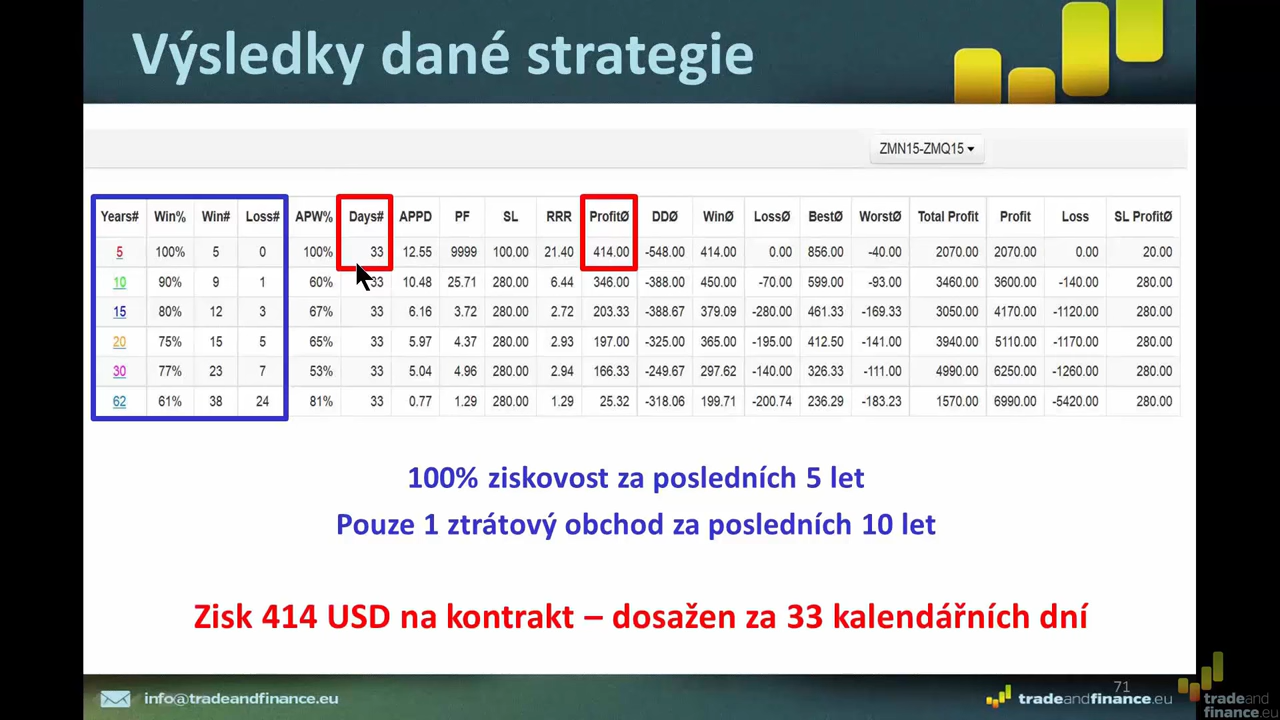 Výsledky dané strategie
ZMN15-ZMQ15
Years# Win% Win# Loss# APW% Days# APPD PF SL RRR ProfitØ DDØ WinØ LossØ BestØ WorstØ Total Profit Profit Loss SL ProfitØ
5 100% 5 0 100% 33 12.55 9999 100.00 21.40 414.00 -548.00 414.00 0.00 856.00 -40.00 2070.00 2070.00 0.00 20.00
10 90% 9 1 60% 33 10.48 25.71 280.00 6.44 346.00 -388.00 450.00 -70.00 599.00 -93.00 3460.00 3600.00 -140.00 280.00
15 80% 12 3 67% 33 6.16 3.72 280.00 2.72 203.33 -388.67 379.09 -280.00 461.33 -169.33 3050.00 4170.00 -1120.00 280.00
20 75% 15 5 65% 33 5.97 4.37 280.00 2.93 197.00 -325.00 365.00 -195.00 412.50 -141.00 3940.00 5110.00 -1170.00 280.00
30 77% 23 7 53% 33 5.04 4.96 280.00 2.94 166.33 -249.67 297.62 -140.00 326.33 -111.00 4990.00 6250.00 -1260.00 280.00
62 61% 38 24 81% 33 0.77 1.29 280.00 1.29 25.32 -318.06 199.71 -200.74 236.29 -183.23 1570.00 6990.00 -5420.00 280.00
100% ziskovost za posledních 5 let
Pouze 1 ztrátový obchod za posledních 10 let
Zisk 414 USD na kontrakt – dosažen za 33 kalendářních dní
71
info@tradeandfinance.eu
tradeandfinance.eu
tradeand
finance.eu